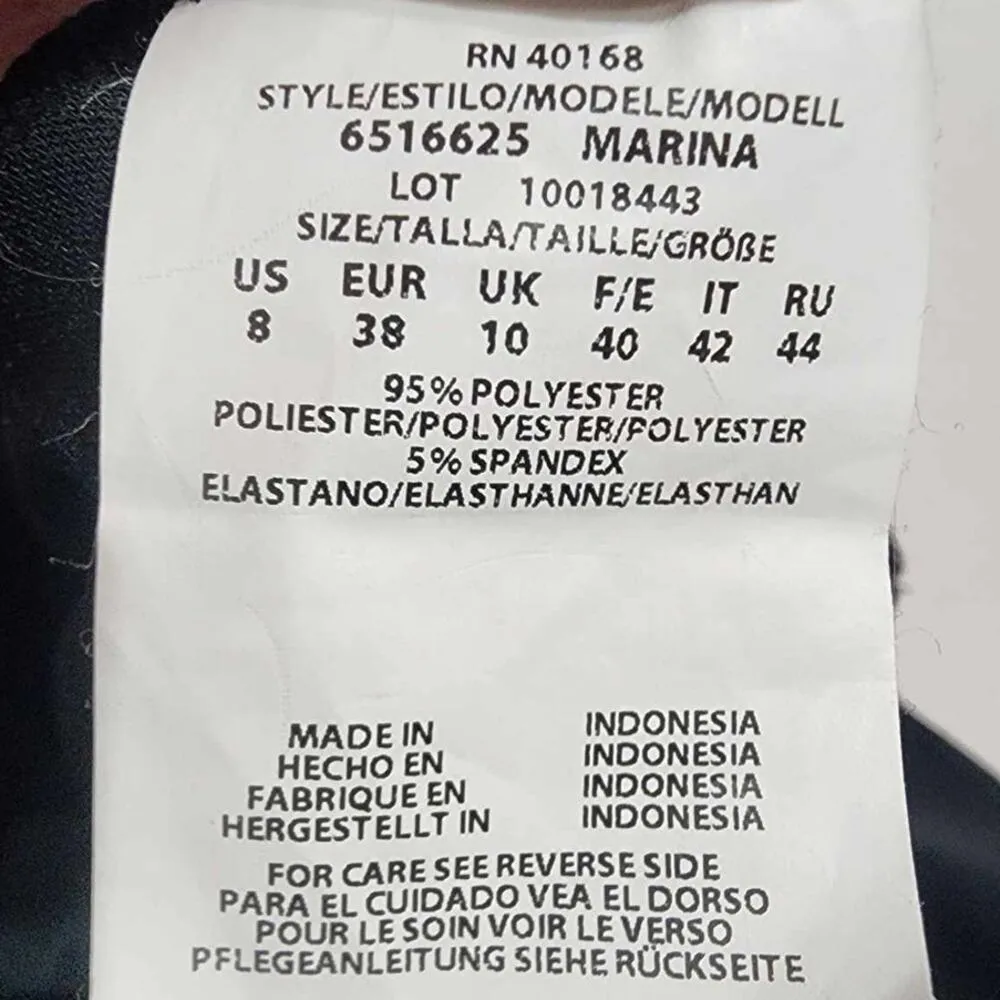 RN 40168
STYLE/ESTILO/MODELE/MODELL
6516625 MARINA
LOT 10018443
SIZE/TALLA/TAILLE/GRÖßE
US EUR UK F/E IT RU
8 38 10 40 42 44
95% POLYESTER
POLIESTER/POLYESTER/POLYESTER
5% SPANDEX
ELASTANO/ELASTHANNE/ELASTHAN
MADE IN INDONESIA
HECHO EN INDONESIA
FABRIQUE EN INDONESIA
HERGESTELLT IN INDONESIA
FOR CARE SEE REVERSE SIDE
PARA EL CUIDADO VEA EL DORSO
POUR LE SOIN VOIR LE VERSO
PFLEGEANLEITUNG SIEHE RÜCKSEITE